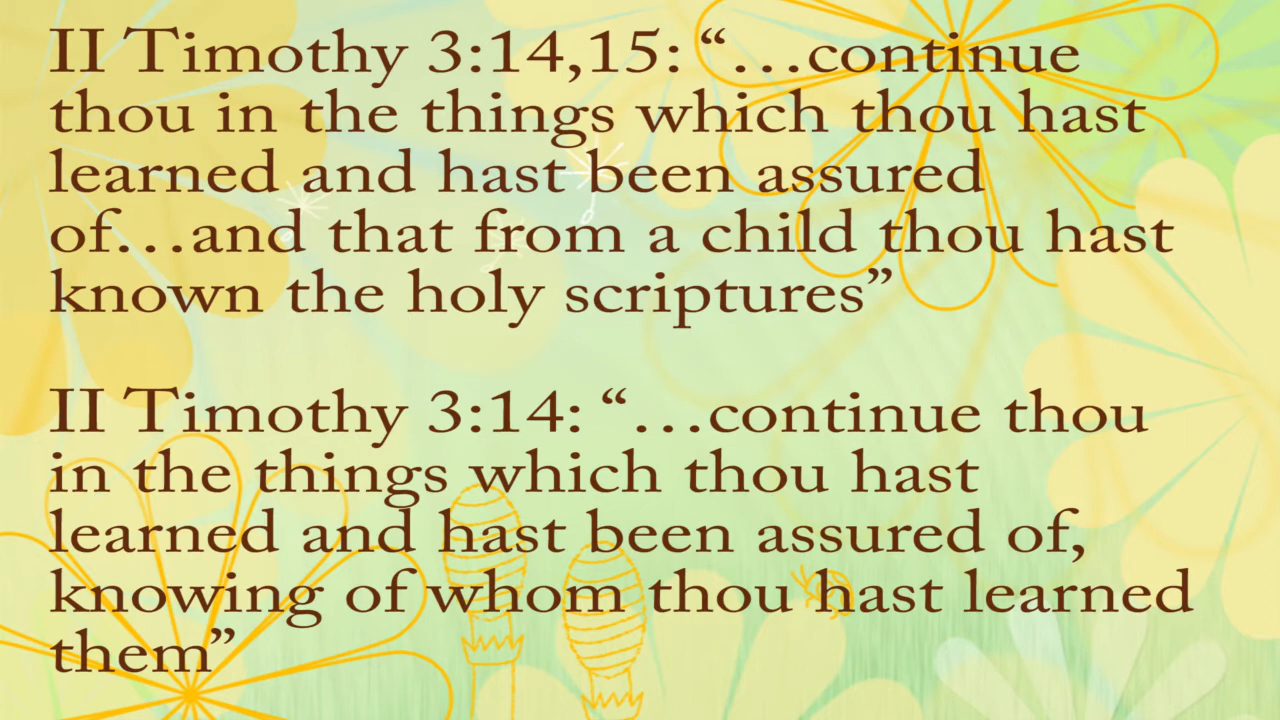 II Timothy 3:14,15: “…continue
thou in the things which thou hast
learned and hast been assured
of…and that from a child thou hast
known the holy scriptures”
II Timothy 3:14: “…continue thou
in the things which thou hast
learned and hast been assured of,
knowing of whom thou hast learned
them”